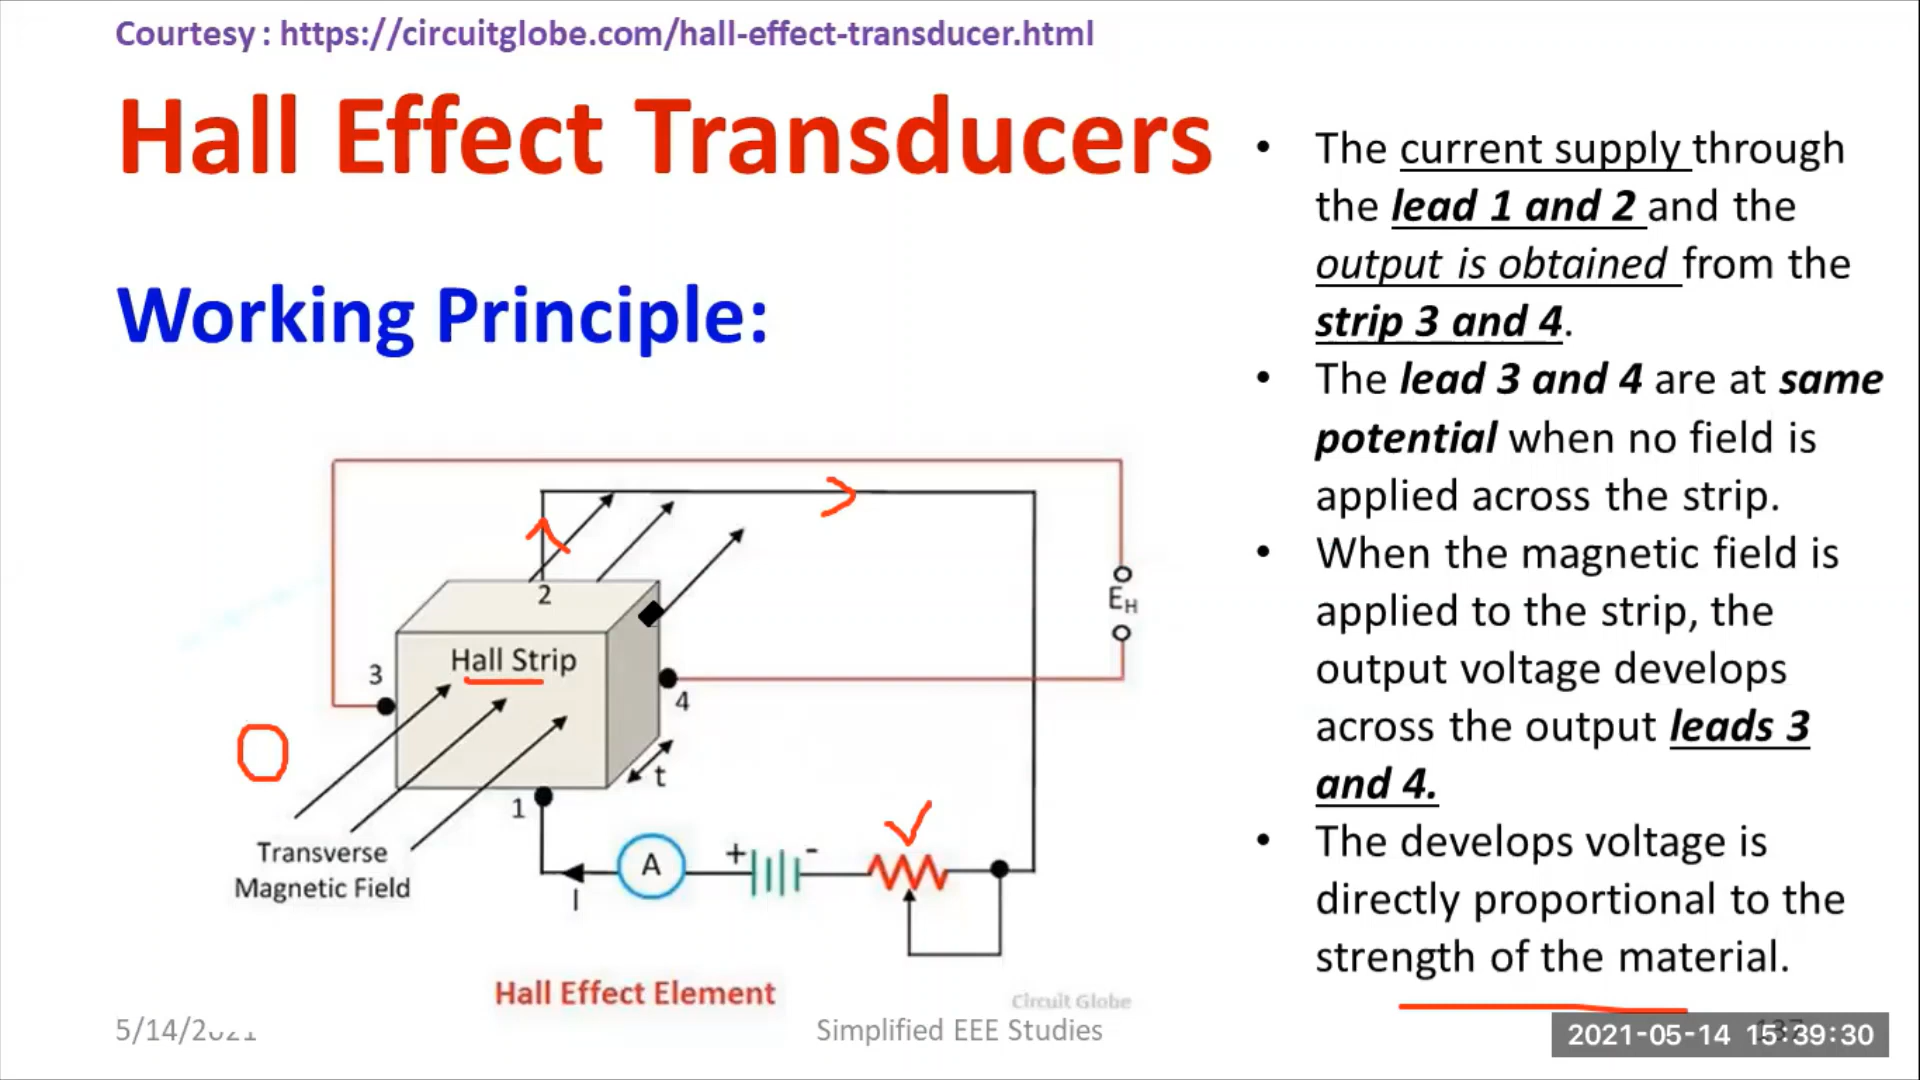 Courtesy : https://circuitglobe.com/hall-effect-transducer.html
Hall Effect Transducers
Working Principle:
• The current supply through
the lead 1 and 2 and the
output is obtained from the
strip 3 and 4.
• The lead 3 and 4 are at same
potential when no field is
applied across the strip.
• When the magnetic field is
applied to the strip, the
output voltage develops
across the output leads 3
and 4.
• The develops voltage is
directly proportional to the
strength of the material.
2
EH
Hall Strip
3
4
t
1
Transverse
Magnetic Field
A
+
-
I
Hall Effect Element
Circuit Globe
5/14/2021
Simplified EEE Studies
2021-05-14 15:39:30